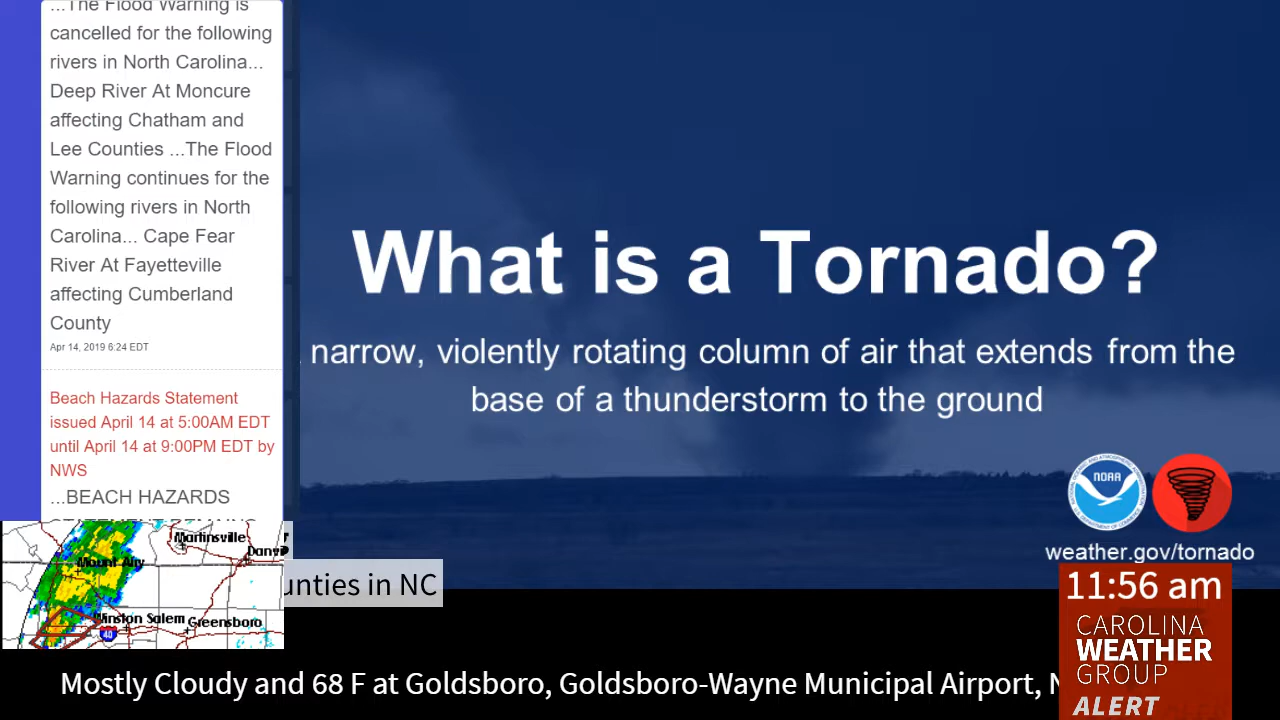 ...The Flood Warning is
cancelled for the following
rivers in North Carolina...
Deep River At Moncure
affecting Chatham and
Lee Counties ...The Flood
Warning continues for the
following rivers in North
Carolina... Cape Fear
River At Fayetteville
affecting Cumberland
County
Apr 14, 2019 6:24 EDT
Beach Hazards Statement
issued April 14 at 5:00AM EDT
until April 14 at 9:00PM EDT by
NWS
...BEACH HAZARDS
What is a Tornado?
narrow, violently rotating column of air that extends from the
base of a thunderstorm to the ground
NOAA
weather.gov/tornado
Martinsville
Mount Airy
Winston Salem
Greensboro
40
unties in NC
11:56 am
CAROLINA
WEATHER
GROUP
ALERT
Mostly Cloudy and 68 F at Goldsboro, Goldsboro-Wayne Municipal Airport, N